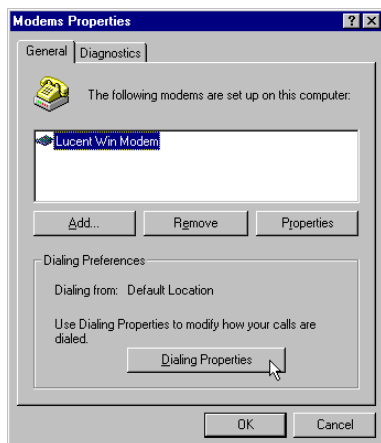 Modems Properties
General
Diagnostics
The following modems are set up on this computer:
Lucent Win Modem
Add...
Remove
Properties
Dialing Preferences
Dialing from: Default Location
Use Dialing Properties to modify how your calls are
dialed.
Dialing Properties
OK
Cancel